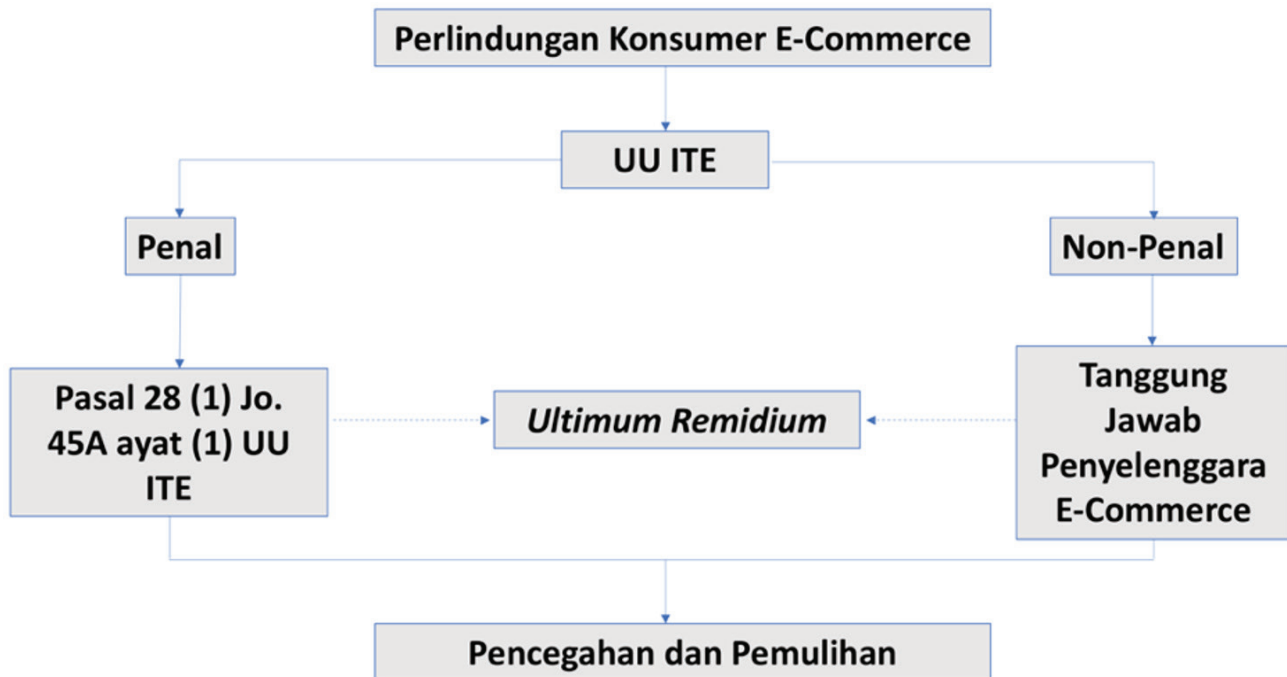 Perlindungan Konsumer E-Commerce
UU ITE
Penal
Non-Penal
Pasal 28 (1) Jo.
45A ayat (1) UU
ITE
Ultimum Remidium
Tanggung
Jawab
Penyelenggara
E-Commerce
Pencegahan dan Pemulihan